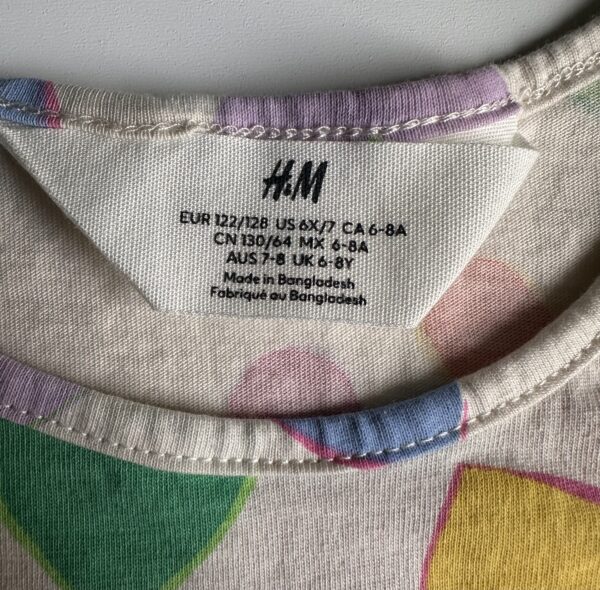 H&M
EUR 122/128 US 6X/7 CA 6-8A
CN 130/64 MX 6-8A
AUS 7-8 UK 6-8Y
Made in Bangladesh
Fabriqué au Bangladesh